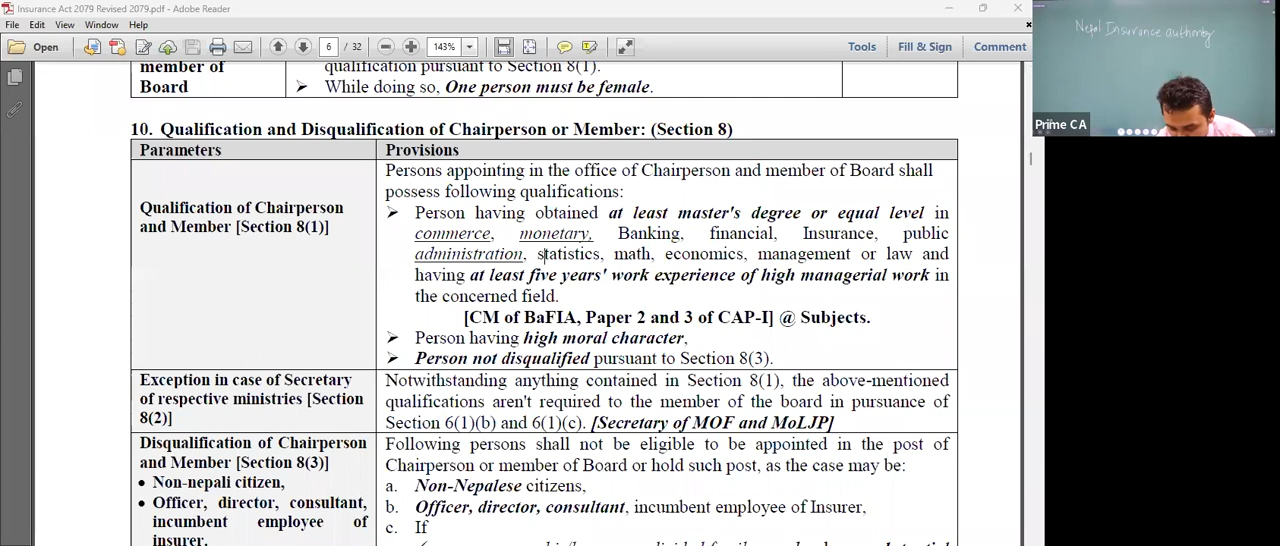 Insurance Act 2079 Revised 2079.pdf - Adobe Reader
File Edit View Window Help
Open 6 / 32 143% Tools Fill & Sign Comment
Nepal Insurance authority
Prime CA
member of
Board
qualification pursuant to Section 8(1).
➢ While doing so, One person must be female.
10. Qualification and Disqualification of Chairperson or Member: (Section 8)
Parameters Provisions
Qualification of Chairperson
and Member [Section 8(1)]
Persons appointing in the office of Chairperson and member of Board shall
possess following qualifications:
➢ Person having obtained at least master's degree or equal level in
commerce, monetary, Banking, financial, Insurance, public
administration, statistics, math, economics, management or law and
having at least five years' work experience of high managerial work in
the concerned field.
[CM of BaFIA, Paper 2 and 3 of CAP-I] @ Subjects.
➢ Person having high moral character,
➢ Person not disqualified pursuant to Section 8(3).
Exception in case of Secretary
of respective ministries [Section
8(2)]
Notwithstanding anything contained in Section 8(1), the above-mentioned
qualifications aren't required to the member of the board in pursuance of
Section 6(1)(b) and 6(1)(c). [Secretary of MOF and MoLJP]
Disqualification of Chairperson
and Member [Section 8(3)]
• Non-nepali citizen,
• Officer, director, consultant,
incumbent employee of
insurer.
Following persons shall not be eligible to be appointed in the post of
Chairperson or member of Board or hold such post, as the case may be:
a. Non-Nepalese citizens,
b. Officer, director, consultant, incumbent employee of Insurer,
c. If